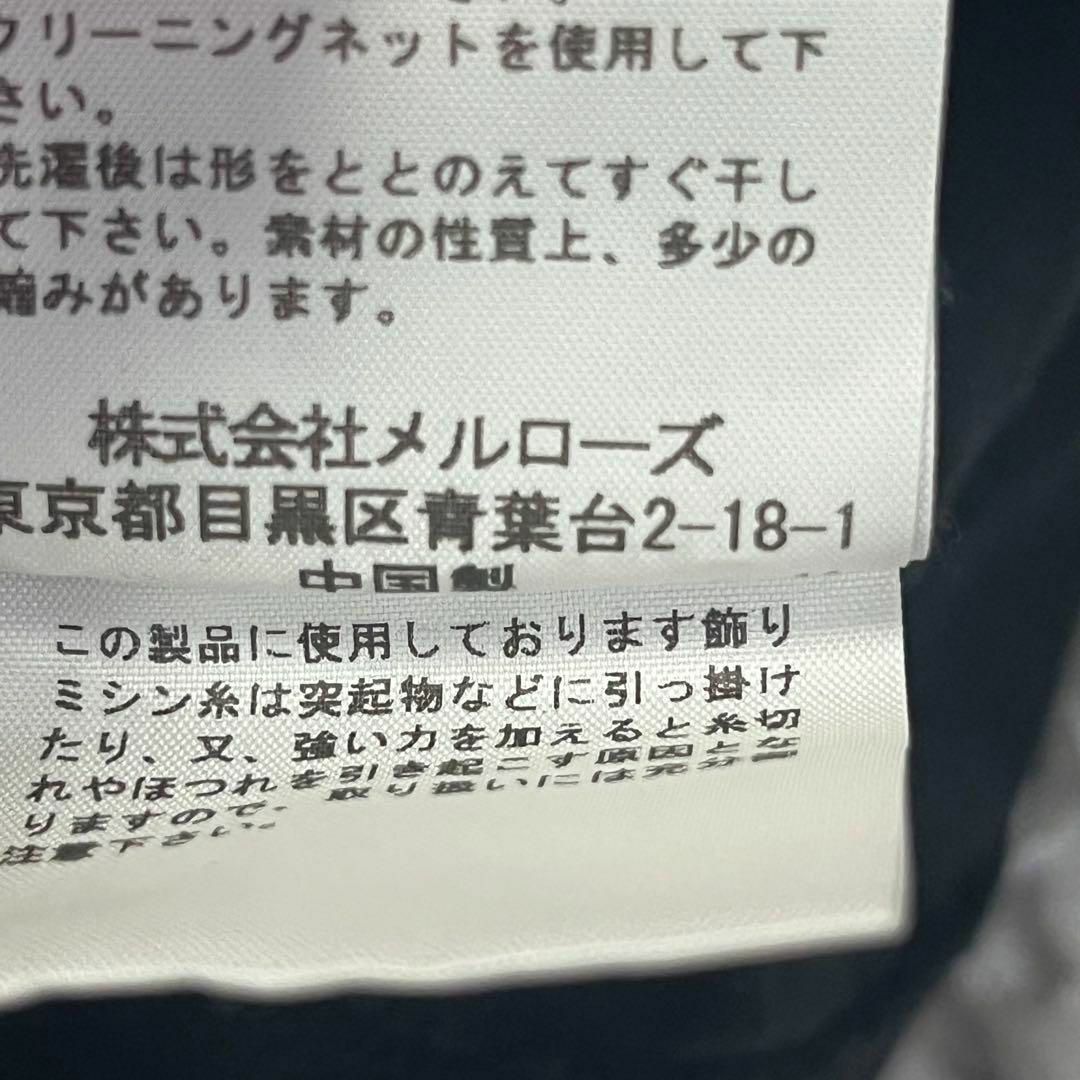 さい。
クリーニングネットを使用して下
さい。
洗濯後は形をととのえてすぐ干し
て下さい。素材の性質上、多少の
縮みがあります。
株式会社メルローズ
東京都目黒区青葉台2-18-1
中国製
この製品に使用しております飾り
ミシン糸は突起物などに引っ掛け
たり、又、強い力を加えると糸切
れやほつれを引き起こす原因とな
りますので、取り扱いには充分
注意下さい。